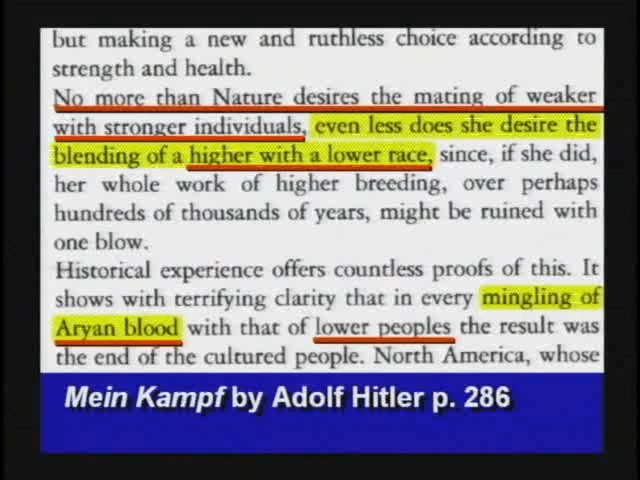 but making a new and ruthless choice according to
strength and health.
No more than Nature desires the mating of weaker
with stronger individuals, even less does she desire the
blending of a higher with a lower race, since, if she did,
her whole work of higher breeding, over perhaps
hundreds of thousands of years, might be ruined with
one blow.
Historical experience offers countless proofs of this. It
shows with terrifying clarity that in every mingling of
Aryan blood with that of lower peoples the result was
the end of the cultured people. North America, whose
Mein Kampf by Adolf Hitler p. 286